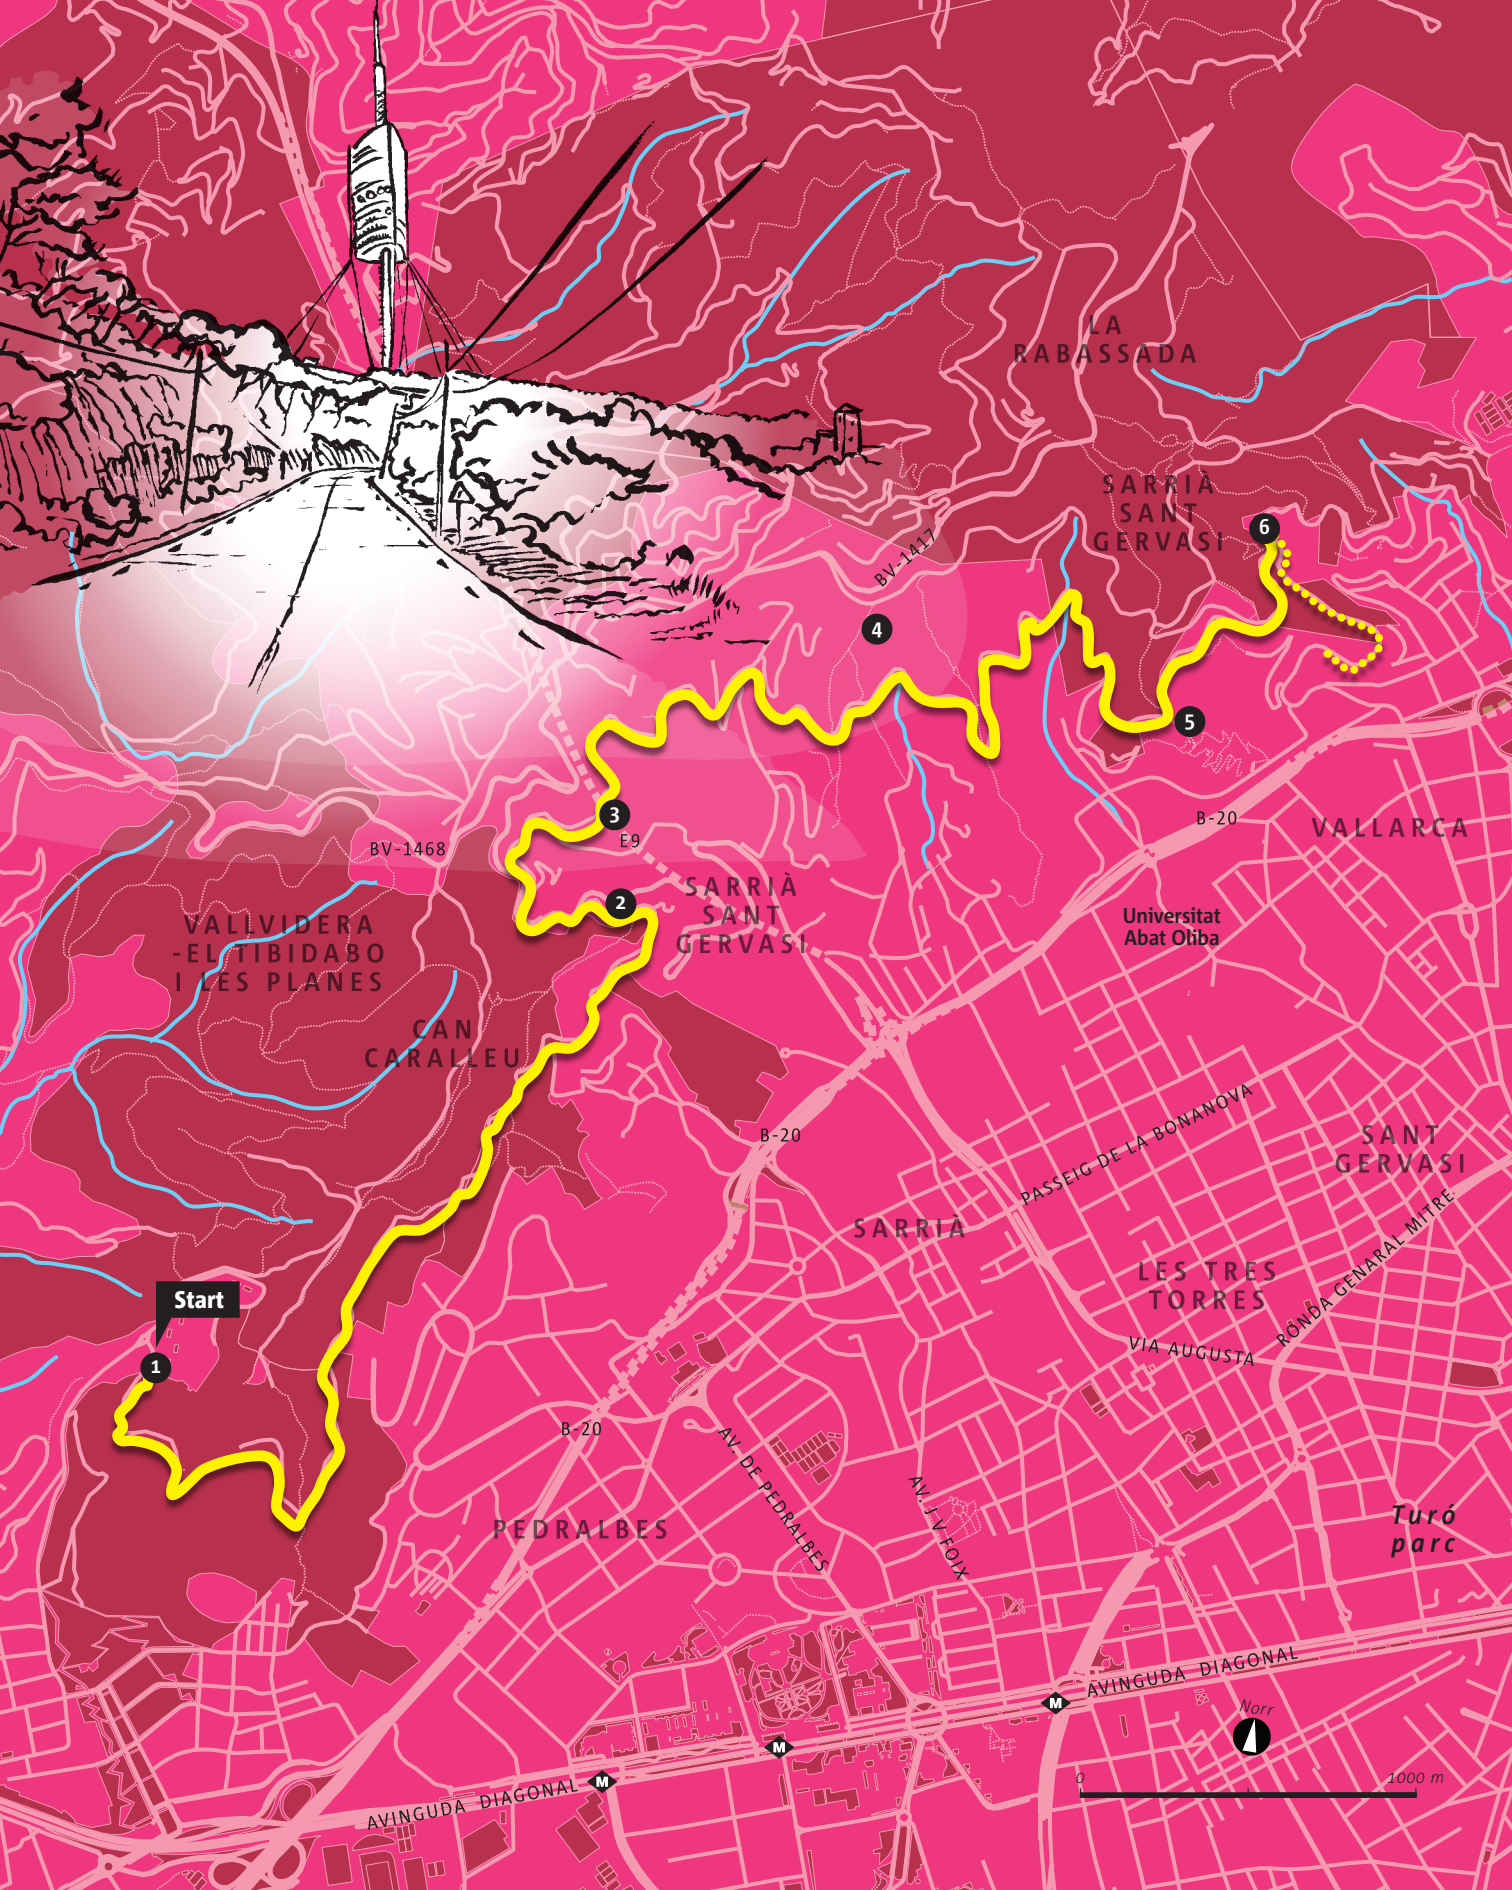 LA
RABASSADA
SARRIÀ
SANT
GERVASI
6
BV-1417
4
5
3
E9
B-20
VALLARCA
BV-1468
2
SARRIÀ
SANT
GERVASI
Universitat
Abat Oliba
VALLVIDERA
-EL TIBIDABO
I LES PLANES
CAN
CARALLEU
B-20
PASSEIG DE LA BONANOVA
SANT
GERVASI
SARRIÀ
LES TRES
TORRES
RONDA GENARAL MITRE
Start
1
VIA AUGUSTA
B-20
AV. DE PEDRALBES
AV. J V FOIX
PEDRALBES
Turó
parc
AVINGUDA DIAGONAL
M
Norr
M
M
0 1000 m
AVINGUDA DIAGONAL